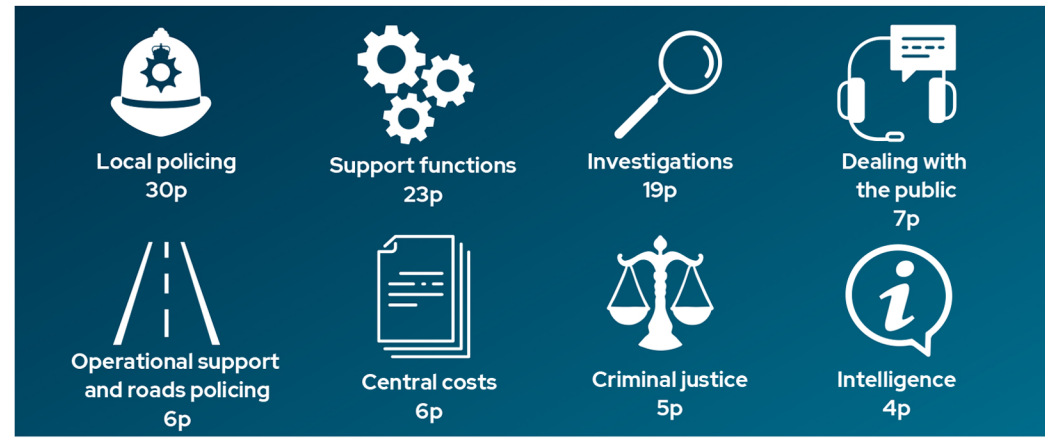 Local policing
30p
Support functions
23p
Investigations
19p
Dealing with
the public
7p
Operational support
and roads policing
6p
Central costs
6p
Criminal justice
5p
Intelligence
4p